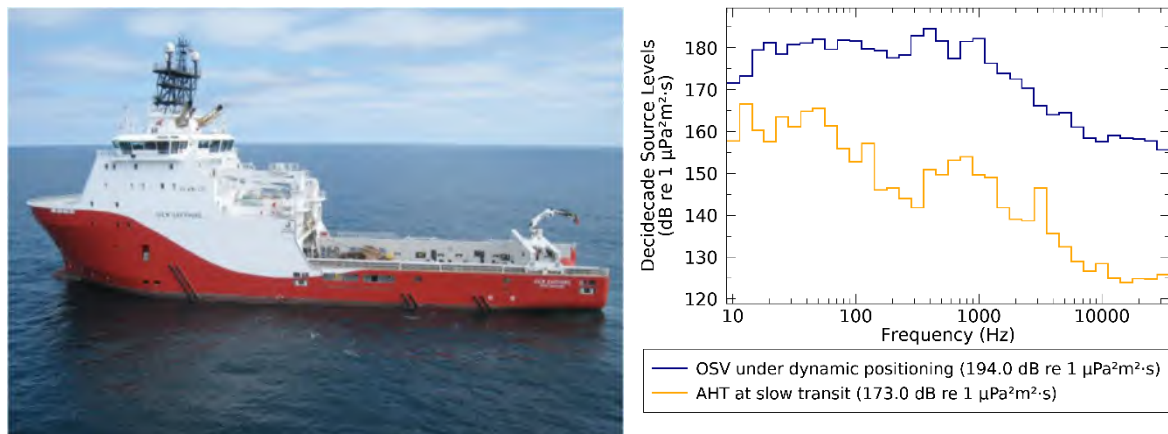 Decidecade Source Levels
(dB re 1 µPa²m²·s)
180
170
160
150
140
130
120
10
100
1000
10000
Frequency (Hz)
OSV under dynamic positioning (194.0 dB re 1 µPa²m²·s)
AHT at slow transit (173.0 dB re 1 µPa²m²·s)